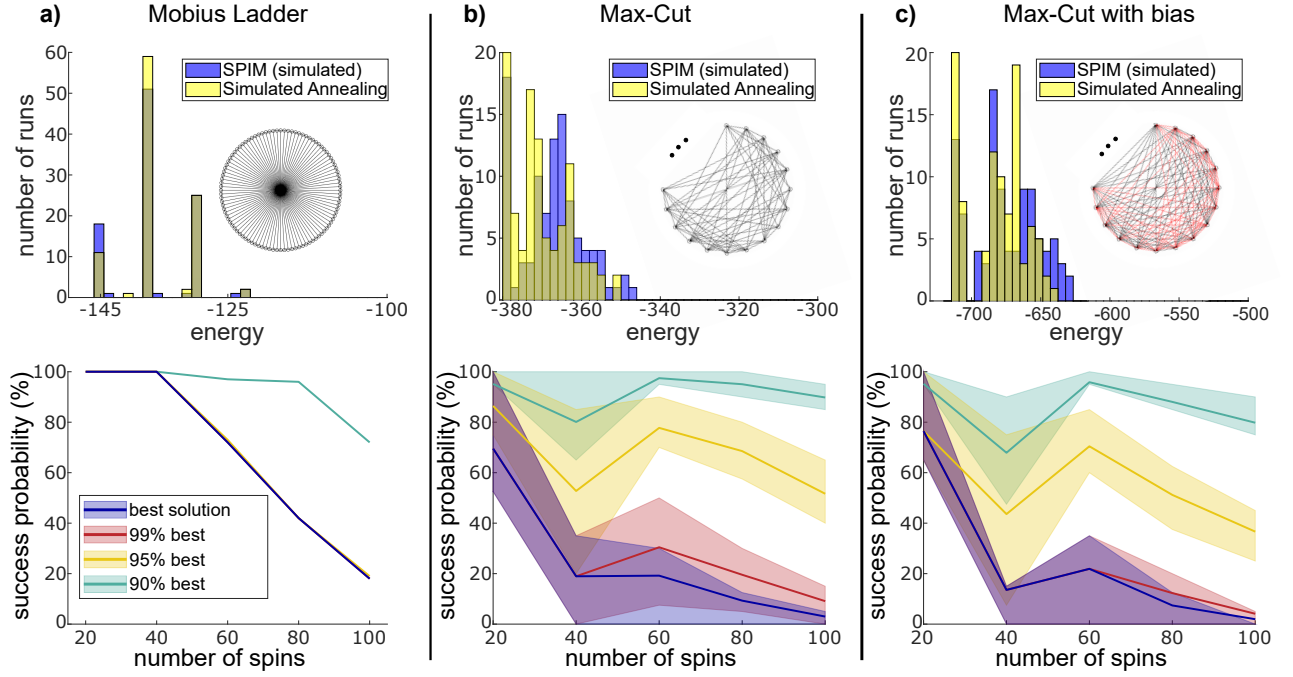 a) Mobius Ladder
b) Max-Cut
c) Max-Cut with bias
number of runs
60
50
40
30
20
10
0
SPIM (simulated)
Simulated Annealing
-145 -125 -100
energy
number of runs
20
15
10
5
0
SPIM (simulated)
Simulated Annealing
-380 -360 -340 -320 -300
energy
number of runs
20
15
10
5
0
SPIM (simulated)
Simulated Annealing
-700 -650 -600 -550 -500
energy
success probability (%)
100
80
60
40
20
0
best solution
99% best
95% best
90% best
20 40 60 80 100
number of spins
success probability (%)
100
80
60
40
20
0
20 40 60 80 100
number of spins
success probability (%)
100
80
60
40
20
0
20 40 60 80 100
number of spins